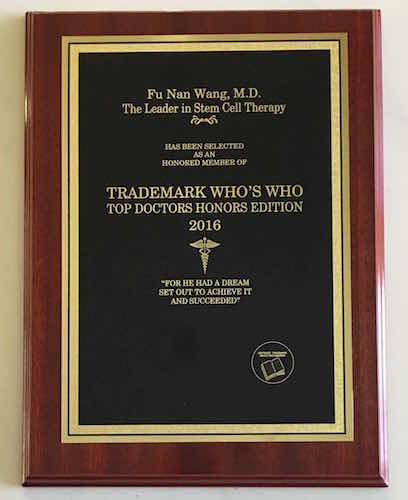 Fu Nan Wang, M.D.
The Leader in Stem Cell Therapy
HAS BEEN SELECTED
AS AN
HONORED MEMBER OF
TRADEMARK WHO'S WHO
TOP DOCTORS HONORS EDITION
2016
"FOR HE HAD A DREAM
SET OUT TO ACHIEVE IT
AND SUCCEEDED"